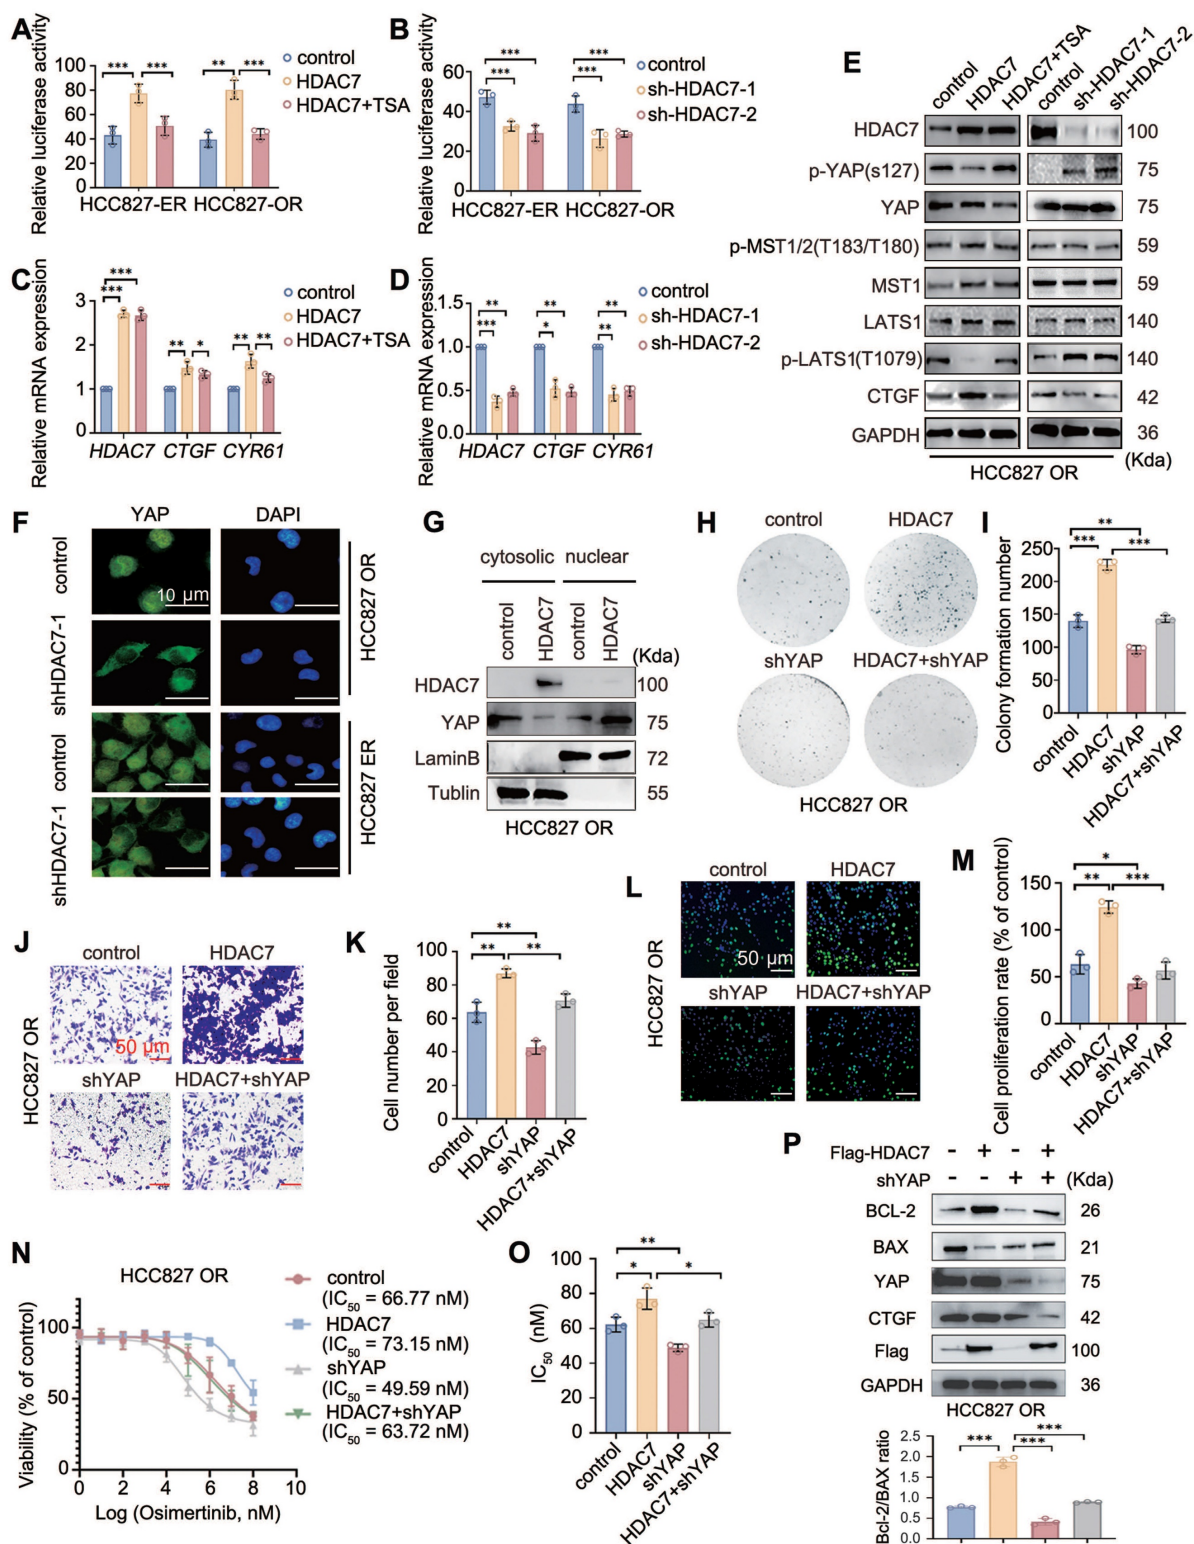 A
Relative luciferase activity
100
80
60
40
20
0
*** *** ** ***
control
HDAC7
HDAC7+TSA
HCC827-ER HCC827-OR
B
Relative luciferase activity
60
40
20
0
***
***
***
***
control
sh-HDAC7-1
sh-HDAC7-2
HCC827-ER HCC827-OR
C
Relative mRNA expression
3
2
1
0
***
***
** *
** **
control
HDAC7
HDAC7+TSA
HDAC7 CTGF CYR61
D
Relative mRNA expression
1.5
1.0
0.5
0.0
**
***
**
*
**
**
control
sh-HDAC7-1
sh-HDAC7-2
HDAC7 CTGF CYR61
E
control
HDAC7
HDAC7+TSA
control
sh-HDAC7-1
sh-HDAC7-2
HDAC7 100
p-YAP(s127) 75
YAP 75
p-MST1/2(T183/T180) 59
MST1 59
LATS1 140
p-LATS1(T1079) 140
CTGF 42
GAPDH 36
(Kda)
HCC827 OR
F
YAP DAPI
control
10 μm
shHDAC7-1
HCC827 OR
control
shHDAC7-1
HCC827 ER
G
cytosolic nuclear
control
HDAC7
control
HDAC7
(Kda)
HDAC7 100
YAP 75
LaminB 72
Tublin 55
HCC827 OR
H
control HDAC7
shYAP HDAC7+shYAP
HCC827 OR
I
Colony formation number
250
200
150
100
50
0
**
*** ***
control
HDAC7
shYAP
HDAC7+shYAP
J
HCC827 OR
control HDAC7
50 μm
shYAP HDAC7+shYAP
K
Cell number per field
100
80
60
40
20
0
**
** **
control
HDAC7
shYAP
HDAC7+shYAP
L
HCC827 OR
control HDAC7
50 μm
shYAP HDAC7+shYAP
M
Cell proliferation rate (% of control)
150
100
50
0
*
** ***
control
HDAC7
shYAP
HDAC7+shYAP
N
HCC827 OR
Viability (% of control)
100
50
0
0 2 4 6 8 10
Log (Osimertinib, nM)
control
(IC50 = 66.77 nM)
HDAC7
(IC50 = 73.15 nM)
shYAP
(IC50 = 49.59 nM)
HDAC7+shYAP
(IC50 = 63.72 nM)
O
IC50 (nM)
100
80
60
40
20
0
**
* *
control
HDAC7
shYAP
HDAC7+shYAP
P
Flag-HDAC7 - + - +
shYAP - - + + (Kda)
BCL-2 26
BAX 21
YAP 75
CTGF 42
Flag 100
GAPDH 36
HCC827 OR
Bcl-2/BAX ratio
2.5
2.0
1.5
1.0
0.5
0.0
***
***
***